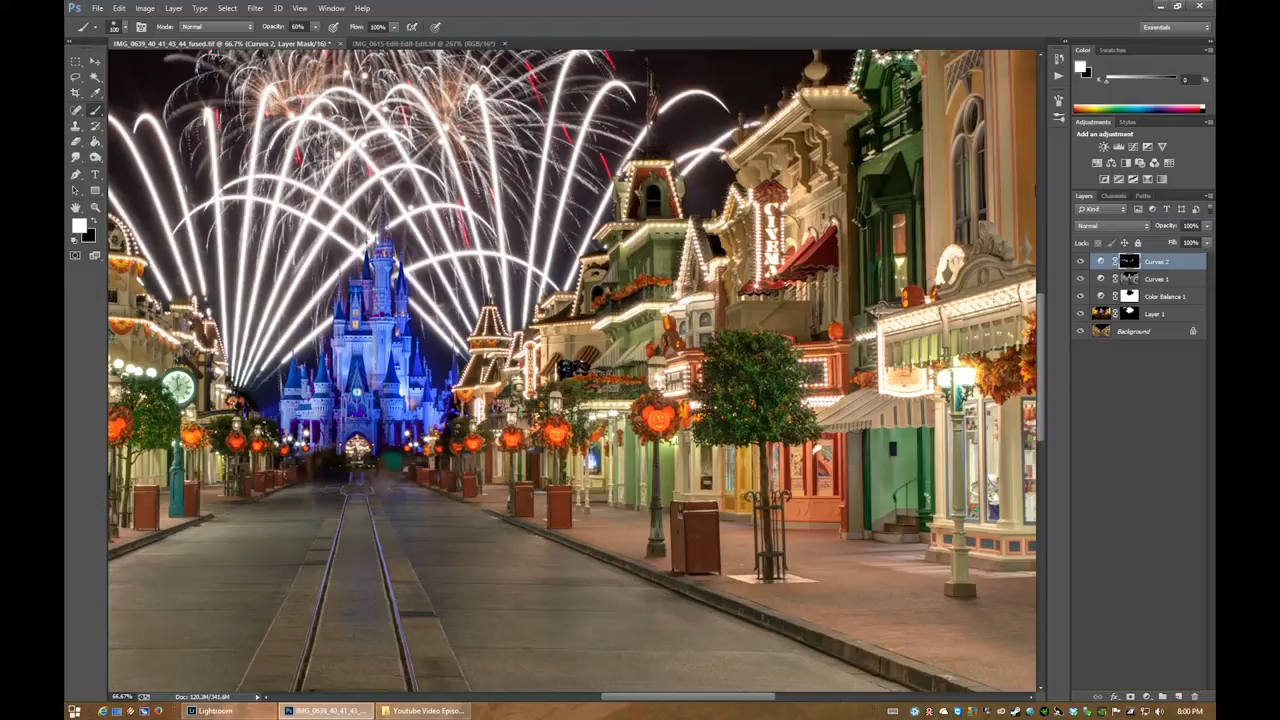 Ps File Edit Image Layer Type Select Filter 3D View Window Help
100 Mode: Normal Opacity: 60% Flow: 100% Essentials
IMG_0639_40_41_43_44_fused.tif @ 66.7% (Curves 2, Layer Mask/16) * × IMG_0615-Edit-Edit-Edit.tif @ 267% (RGB/16*) ×
Color Swatches
K 0 %
Adjustments Styles
Add an adjustment
Layers Channels Paths
Kind
Normal Opacity: 100%
Lock: Fill: 100%
Curves 2
Curves 1
Color Balance 1
Layer 1
Background
CINEMA
66.67% Doc: 120.3M/341.6M
Lightroom IMG_0639_40_41_43_... Youtube Video Episo... 8:00 PM